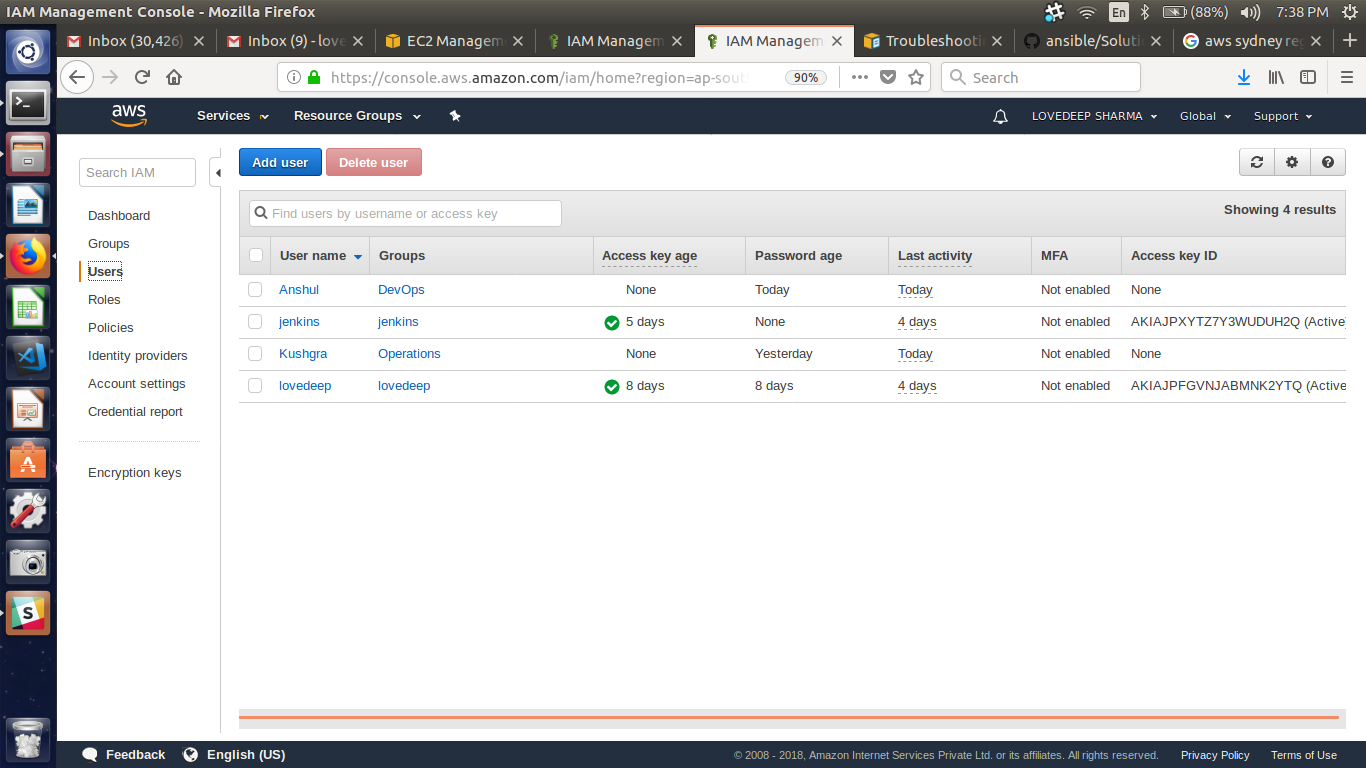 IAM Management Console - Mozilla Firefox
En
(88%)
7:38 PM
Inbox (30,426)
Inbox (9) - love
EC2 Managem
IAM Managem
IAM Managem
Troubleshootin
ansible/Soluti
aws sydney reg
https://console.aws.amazon.com/iam/home?region=ap-sout
90%
Search
aws
Services
Resource Groups
LOVEDEEP SHARMA
Global
Support
Search IAM
Dashboard
Groups
Users
Roles
Policies
Identity providers
Account settings
Credential report
Encryption keys
Add user
Delete user
Find users by username or access key
Showing 4 results
User name Groups Access key age Password age Last activity MFA Access key ID
Anshul DevOps None Today Today Not enabled None
jenkins jenkins 5 days None 4 days Not enabled AKIAJPXYTZ7Y3WUDUH2Q (Active)
Kushgra Operations None Yesterday Today Not enabled None
lovedeep lovedeep 8 days 8 days 4 days Not enabled AKIAJPFGVNJABMNK2YTQ (Active
Feedback
English (US)
© 2008 - 2018, Amazon Internet Services Private Ltd. or its affiliates. All rights reserved.
Privacy Policy
Terms of Use